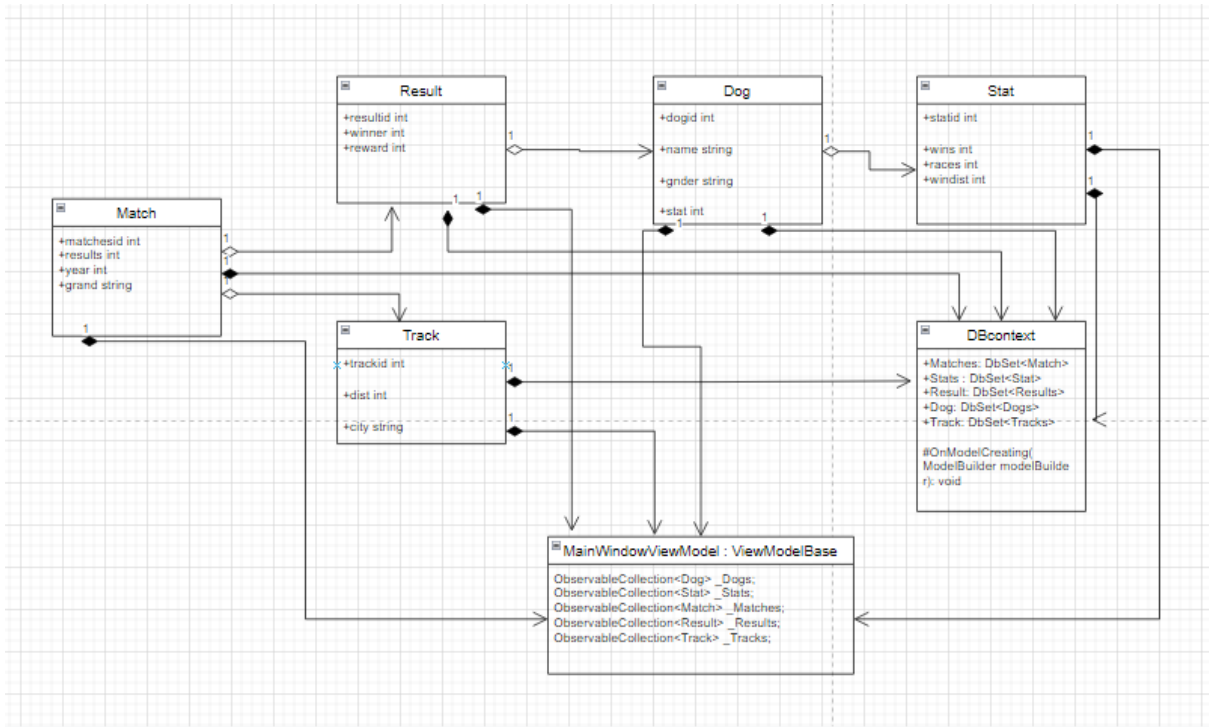 Result
+resultid int
+winner int
+reward int
1
1
1
Dog
+dogid int
+name string
+gnder string
+stat int
1
1
1
Stat
+statid int
+wins int
+races int
+windist int
1
1
Match
+matchesid int
+results int
+year int
+grand string
1
1
1
1
Track
+trackid int
+dist int
+city string
1
1
DBcontext
+Matches: DbSet<Match>
+Stats : DbSet<Stat>
+Result: DbSet<Results>
+Dog: DbSet<Dogs>
+Track: DbSet<Tracks>
#OnModelCreating(
ModelBuilder modelBuilde
r): void
MainWindowViewModel : ViewModelBase
ObservableCollection<Dog> _Dogs;
ObservableCollection<Stat> _Stats;
ObservableCollection<Match> _Matches;
ObservableCollection<Result> _Results;
ObservableCollection<Track> _Tracks;